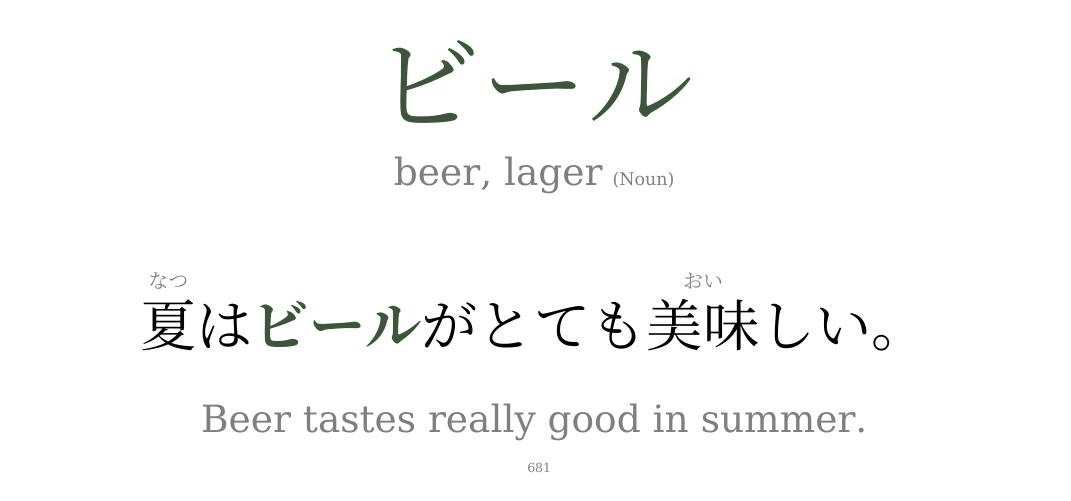 ビール
beer, lager (Noun)
なつ おい
夏はビールがとても美味しい。
Beer tastes really good in summer.
681